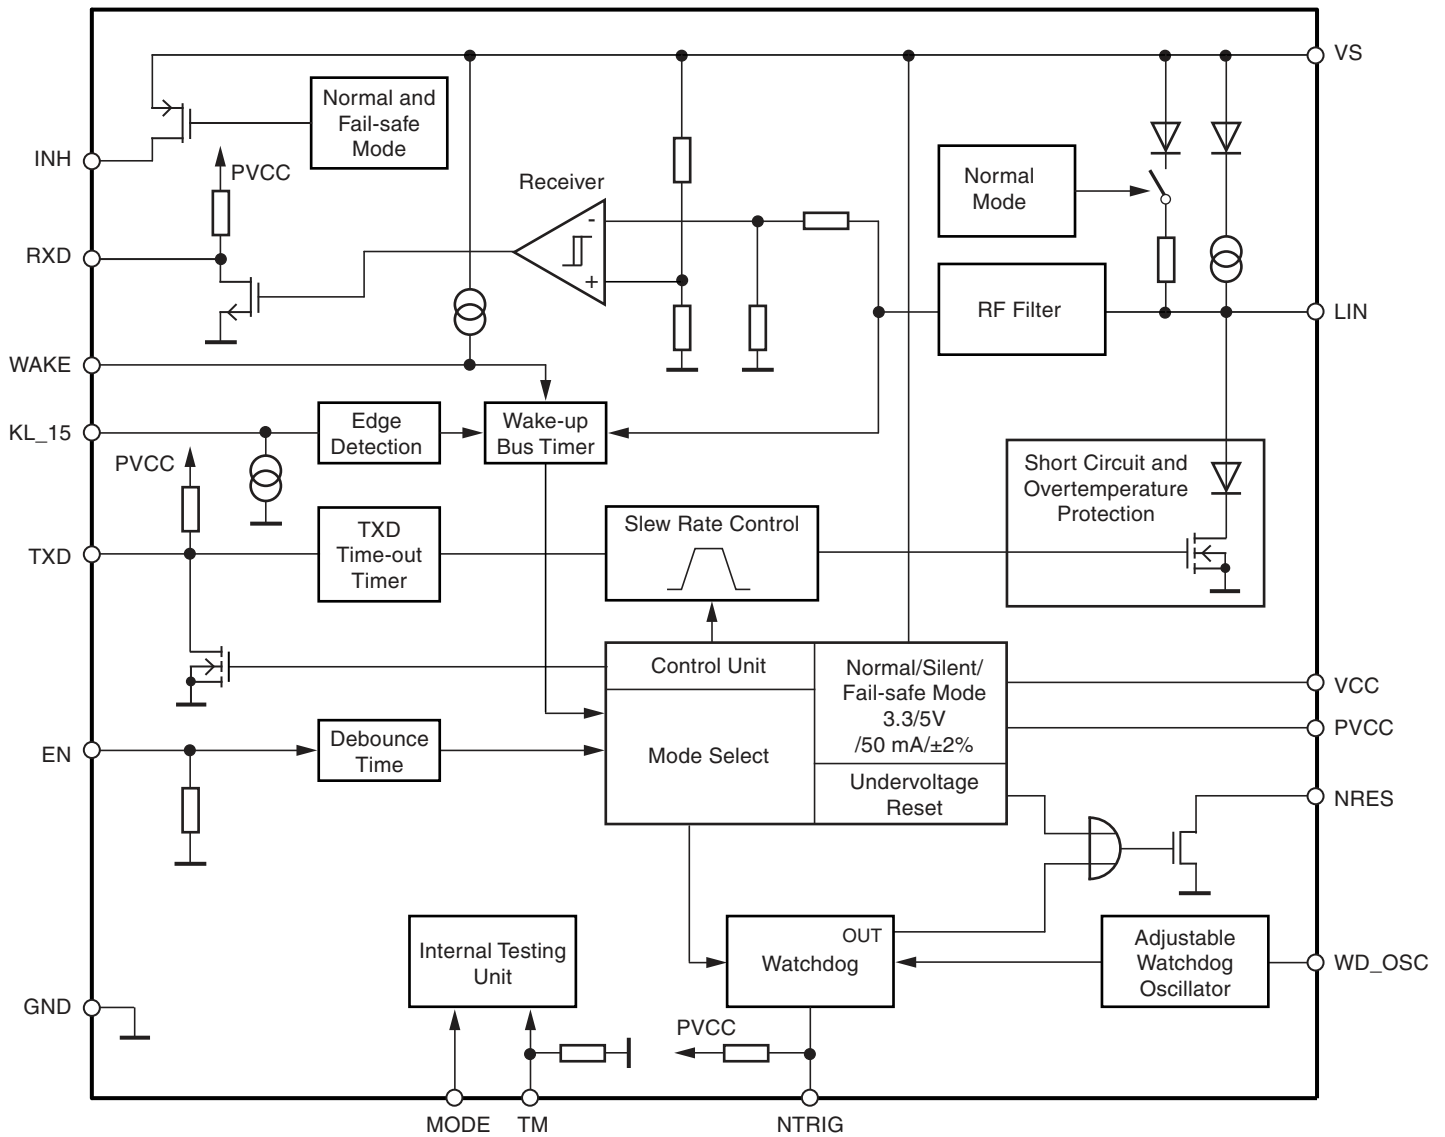 VS
Normal and
Fail-safe
Mode
INH
PVCC
Receiver
Normal
Mode
-
+
RXD
RF Filter
LIN
WAKE
KL_15
Edge
Detection
Wake-up
Bus Timer
PVCC
Short Circuit and
Overtemperature
Protection
TXD
TXD
Time-out
Timer
Slew Rate Control
Control Unit
Normal/Silent/
Fail-safe Mode
3.3/5V
/50 mA/±2%
VCC
PVCC
EN
Debounce
Time
Mode Select
Undervoltage
Reset
NRES
Internal Testing
Unit
OUT
Watchdog
Adjustable
Watchdog
Oscillator
WD_OSC
GND
PVCC
MODE
TM
NTRIG